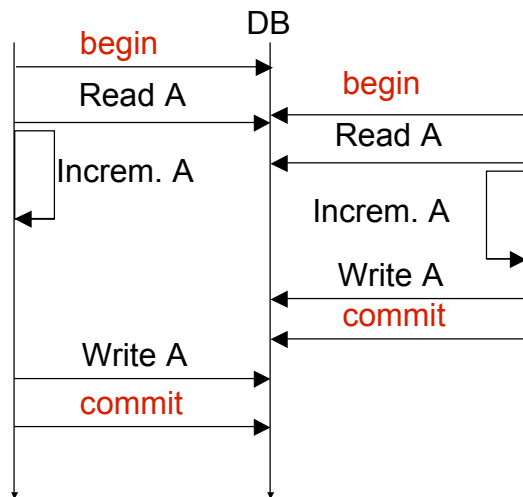 DB
begin
begin
Read A
Read A
Increm. A
Increm. A
Write A
commit
Write A
commit